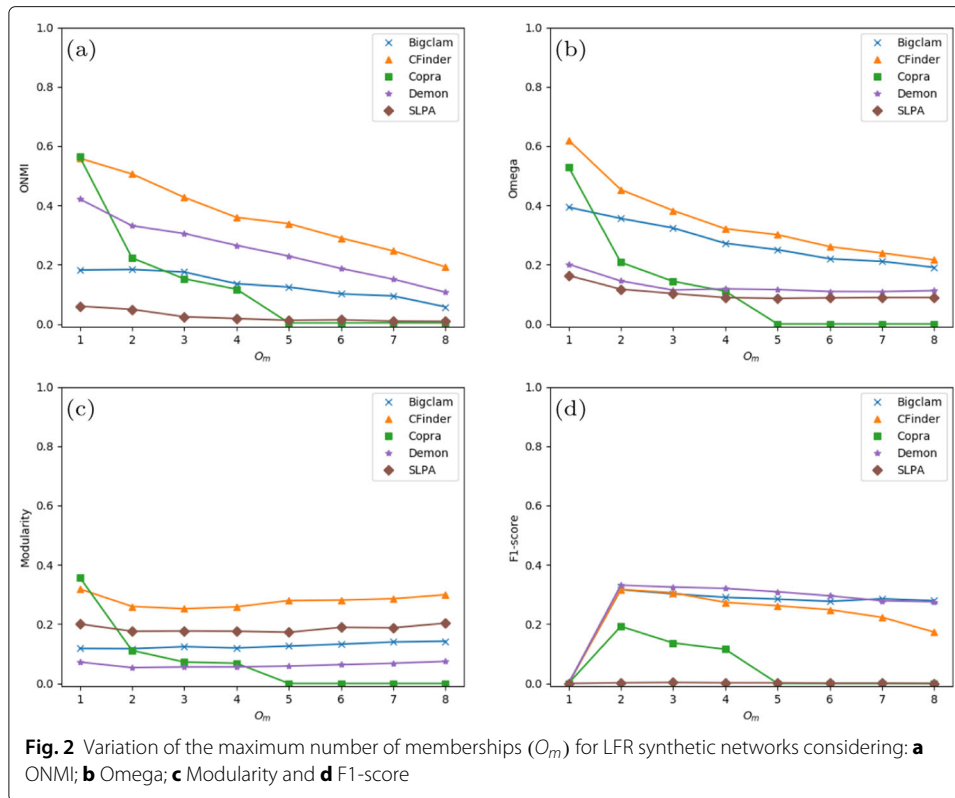 (a)
1.0
0.8
0.6
0.4
0.2
0.0
ONMI
Bigclam
CFinder
Copra
Demon
SLPA
1 2 3 4 5 6 7 8
O_m
(b)
1.0
0.8
0.6
0.4
0.2
0.0
Omega
Bigclam
CFinder
Copra
Demon
SLPA
1 2 3 4 5 6 7 8
O_m
(c)
1.0
0.8
0.6
0.4
0.2
0.0
Modularity
Bigclam
CFinder
Copra
Demon
SLPA
1 2 3 4 5 6 7 8
O_m
(d)
1.0
0.8
0.6
0.4
0.2
0.0
F1-score
Bigclam
CFinder
Copra
Demon
SLPA
1 2 3 4 5 6 7 8
O_m
Fig. 2 Variation of the maximum number of memberships (O_m) for LFR synthetic networks considering: a
ONMI; b Omega; c Modularity and d F1-score